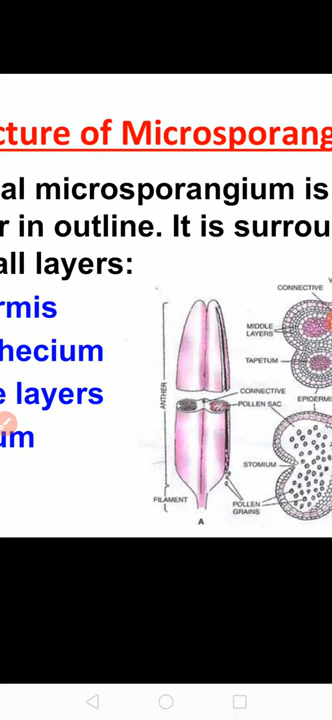 cture of Microsporang
al microsporangium is
r in outline. It is surrou
all layers:
rmis
hecium
e layers
um
CONNECTIVE
MIDDLE
LAYERS
TAPETUM
ANTHER
CONNECTIVE
POLLEN SAC
EPIDERMI
STOMIUM
FILAMENT
POLLEN
GRAINS
A